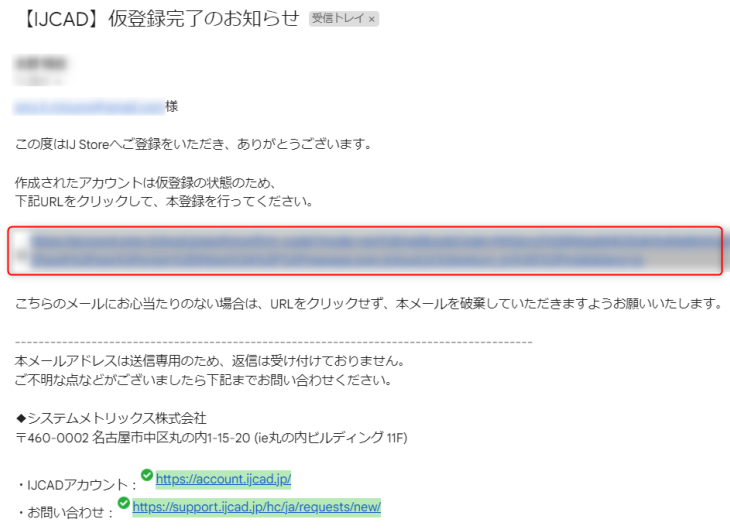 【IJCAD】仮登録完了のお知らせ 受信トレイ ×
様
この度はIJ Storeへご登録をいただき、ありがとうございます。
作成されたアカウントは仮登録の状態のため、
下記URLをクリックして、本登録を行ってください。
こちらのメールにお心当たりのない場合は、URLをクリックせず、本メールを破棄していただきますようお願いいたします。
--------------------------------------------------------------------------------------
本メールアドレスは送信専用のため、返信は受け付けておりません。
ご不明な点などがございましたら下記までお問い合わせください。
◆システムメトリックス株式会社
〒460-0002 名古屋市中区丸の内1-15-20 (ie丸の内ビルディング 11F)
・IJCADアカウント： https://account.ijcad.jp/
・お問い合わせ： https://support.ijcad.jp/hc/ja/requests/new/